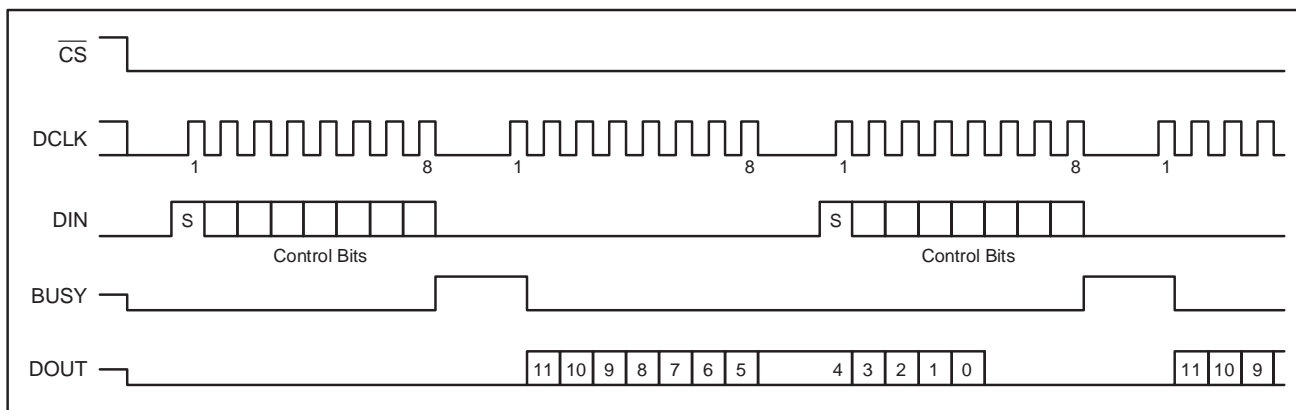 CS
DCLK
1 8 1 8 1 8 1
DIN
S S
Control Bits Control Bits
BUSY
DOUT
11 10 9 8 7 6 5 4 3 2 1 0 11 10 9